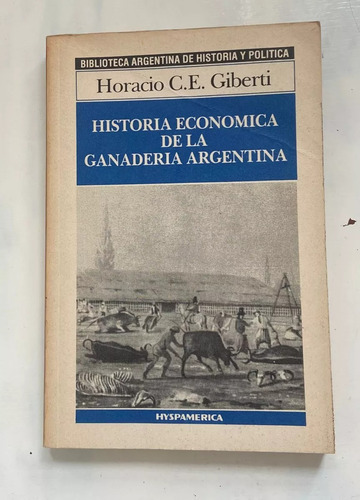 BIBLIOTECA ARGENTINA DE HISTORIA Y POLITICA
Horacio C.E. Giberti
HISTORIA ECONOMICA
DE LA
GANADERIA ARGENTINA
HYSPAMERICA